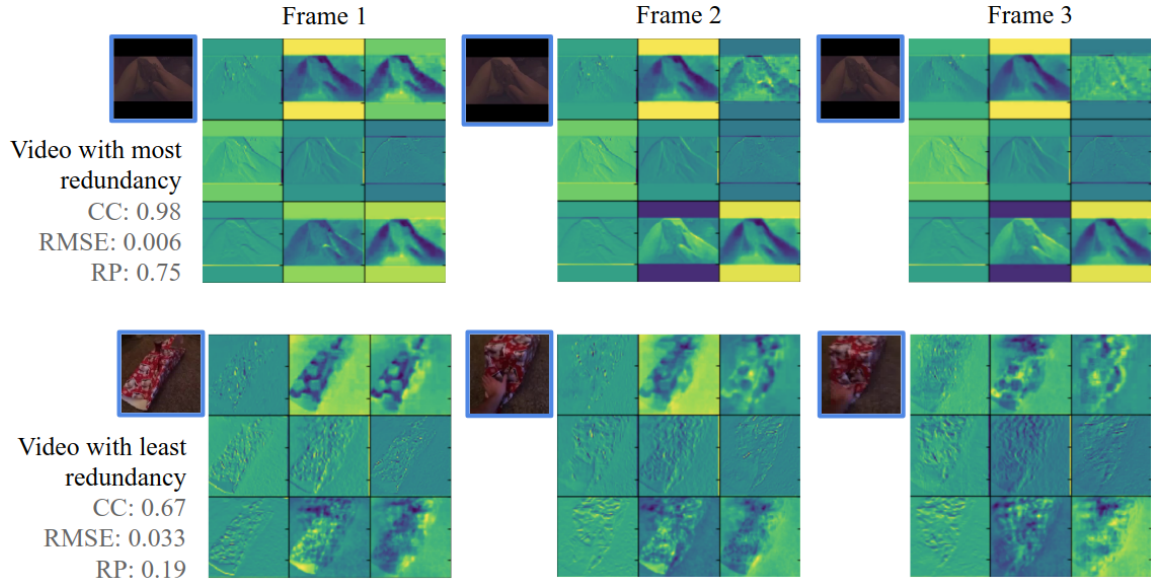 Frame 1
Frame 2
Frame 3
Video with most
redundancy
CC: 0.98
RMSE: 0.006
RP: 0.75
Video with least
redundancy
CC: 0.67
RMSE: 0.033
RP: 0.19